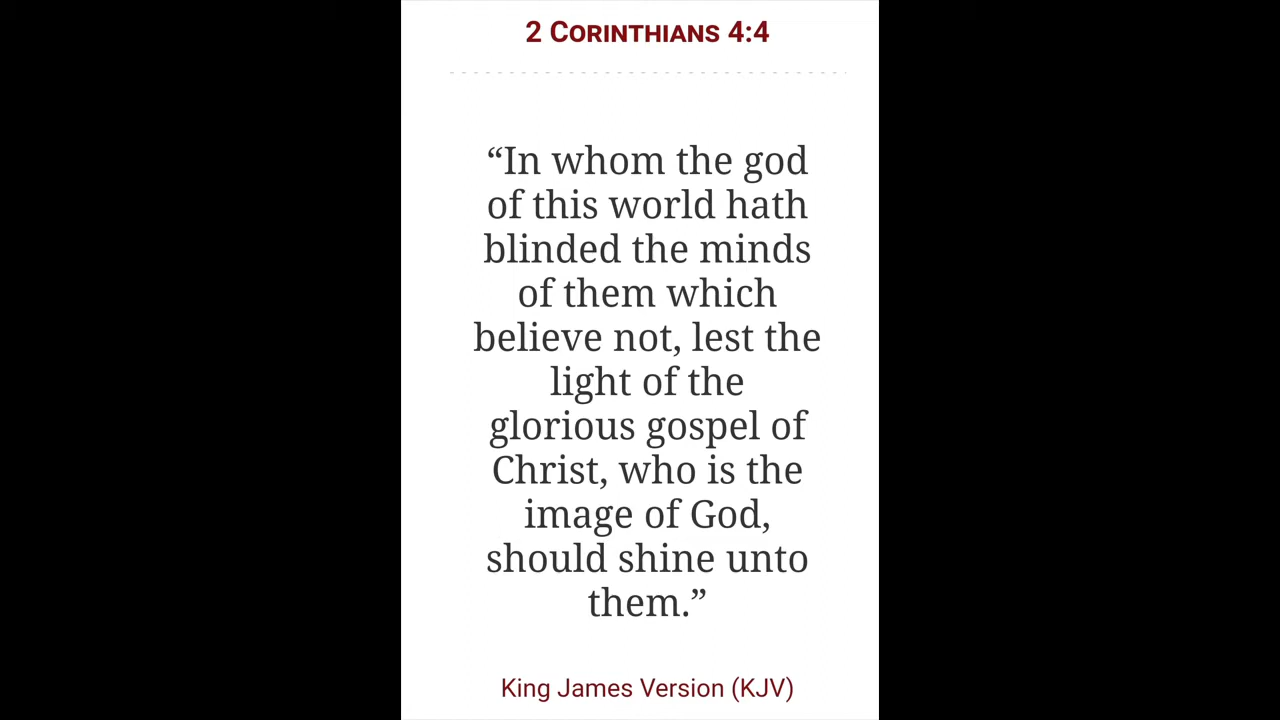 2 Corinthians 4:4
“In whom the god
of this world hath
blinded the minds
of them which
believe not, lest the
light of the
glorious gospel of
Christ, who is the
image of God,
should shine unto
them.”
King James Version (KJV)